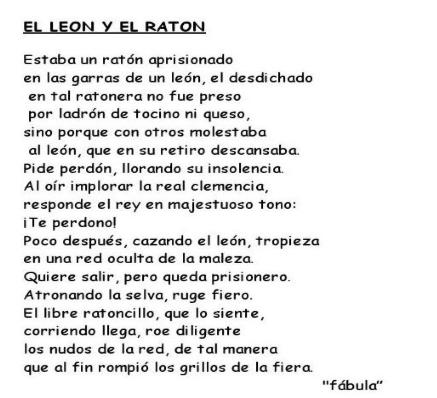 EL LEON Y EL RATON
Estaba un ratón aprisionado
en las garras de un león, el desdichado
en tal ratonera no fue preso
por ladrón de tocino ni queso,
sino porque con otros molestaba
al león, que en su retiro descansaba.
Pide perdón, llorando su insolencia.
Al oír implorar la real clemencia,
responde el rey en majestuoso tono:
¡Te perdono!
Poco después, cazando el león, tropieza
en una red oculta de la maleza.
Quiere salir, pero queda prisionero.
Atronando la selva, ruge fiero.
El libre ratoncillo, que lo siente,
corriendo llega, roe diligente
los nudos de la red, de tal manera
que al fin rompió los grillos de la fiera.
"fábula"